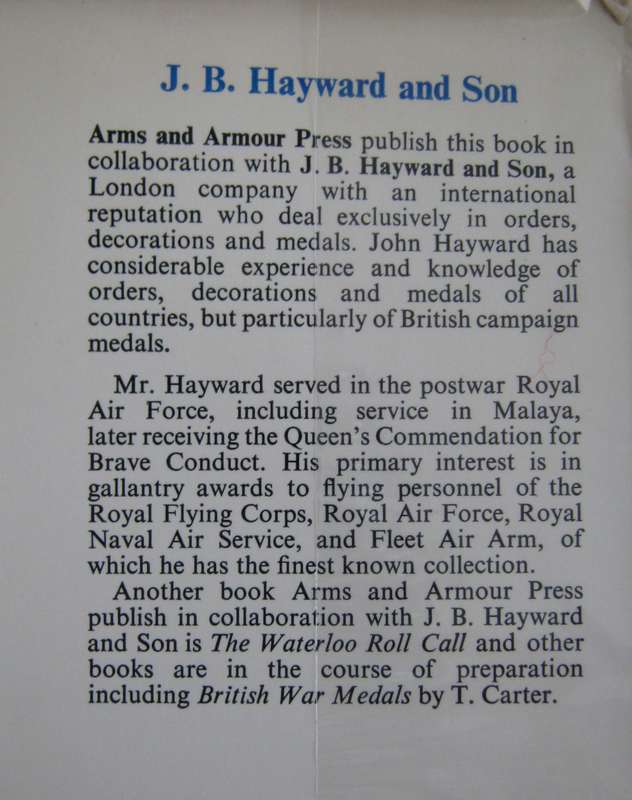 J. B. Hayward and Son
Arms and Armour Press publish this book in
collaboration with J. B. Hayward and Son, a
London company with an international
reputation who deal exclusively in orders,
decorations and medals. John Hayward has
considerable experience and knowledge of
orders, decorations and medals of all
countries, but particularly of British campaign
medals.
Mr. Hayward served in the postwar Royal
Air Force, including service in Malaya,
later receiving the Queen's Commendation for
Brave Conduct. His primary interest is in
gallantry awards to flying personnel of the
Royal Flying Corps, Royal Air Force, Royal
Naval Air Service, and Fleet Air Arm, of
which he has the finest known collection.
Another book Arms and Armour Press
publish in collaboration with J. B. Hayward
and Son is The Waterloo Roll Call and other
books are in the course of preparation
including British War Medals by T. Carter.